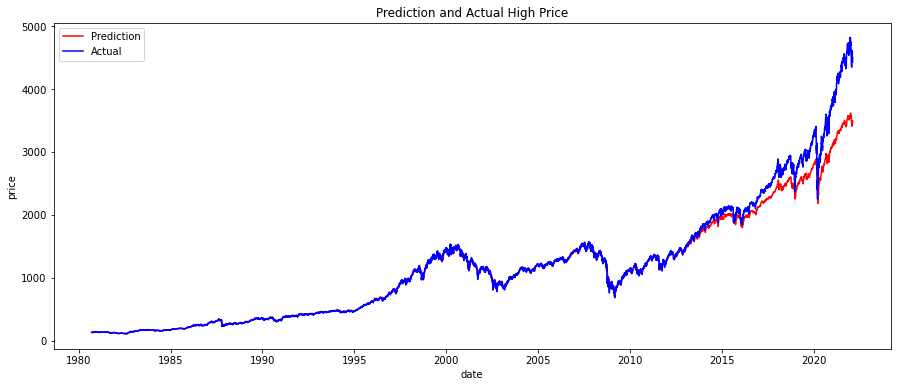 Prediction and Actual High Price
Prediction
Actual
price
5000
4000
3000
2000
1000
0
1980 1985 1990 1995 2000 2005 2010 2015 2020
date